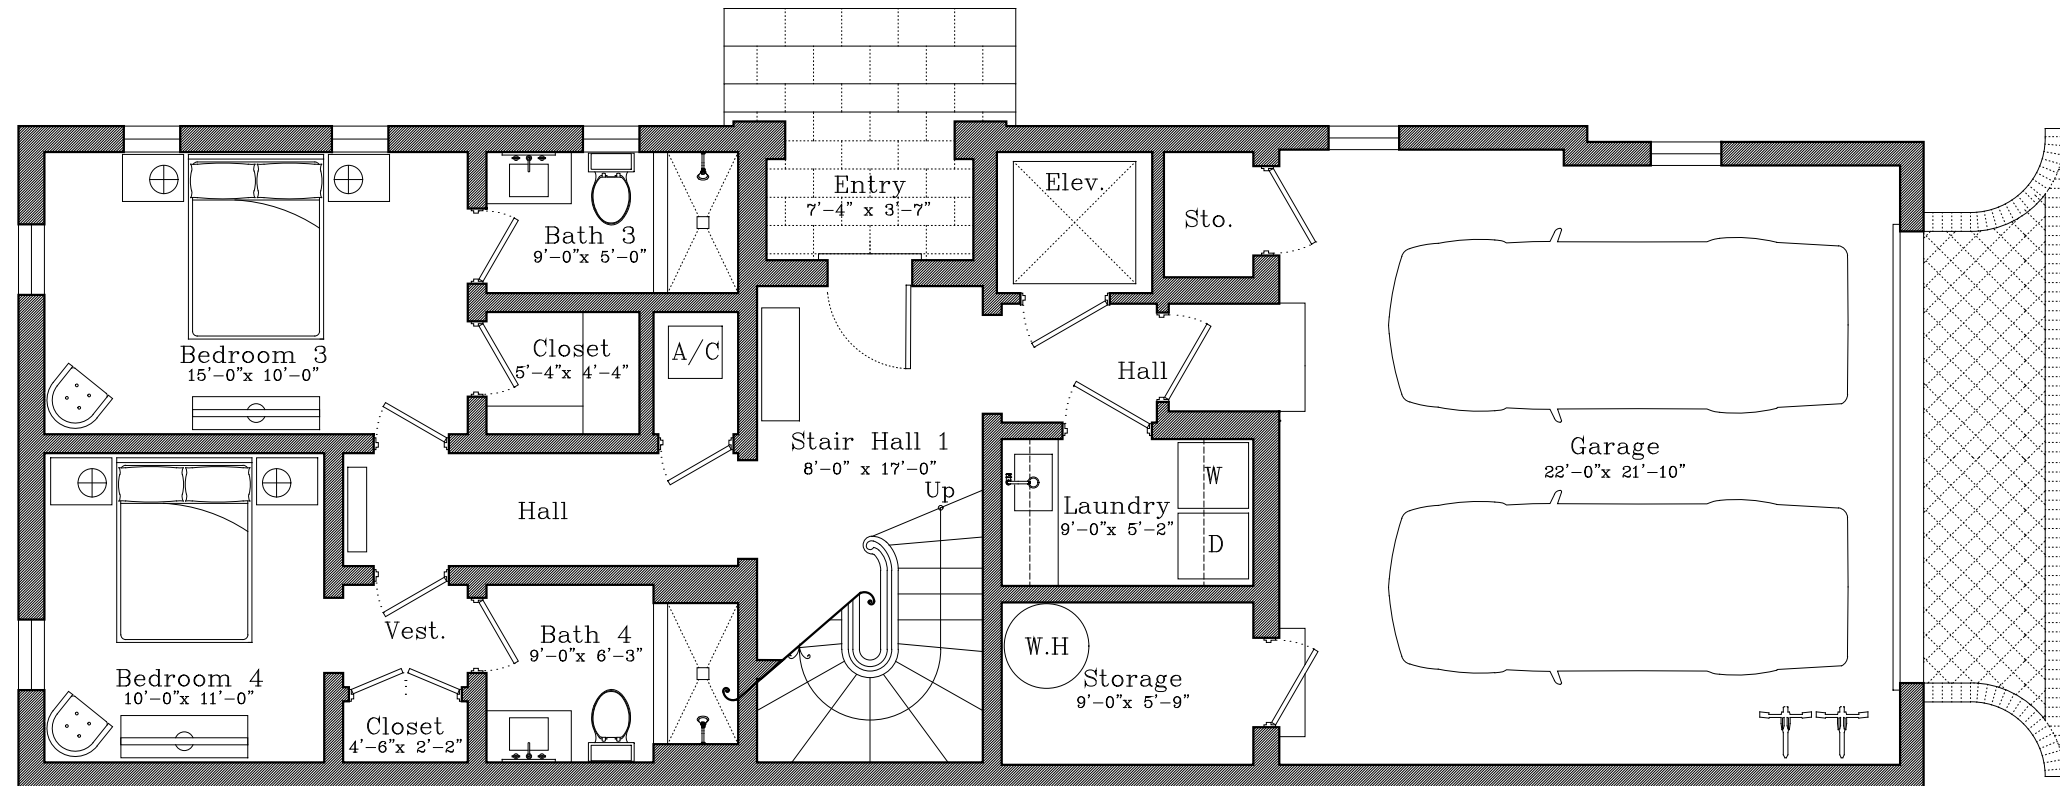 Entry
7'-4" x 3'-7"
Elev.
Sto.
Bath 3
9'-0"x 5'-0"
Bedroom 3
15'-0"x 10'-0"
Closet
5'-4"x 4'-4"
A/C
Hall
Stair Hall 1
8'-0" x 17'-0"
Garage
22'-0"x 21'-10"
Up
W
Hall
Laundry
9'-0"x 5'-2"
D
Vest.
Bath 4
9'-0"x 6'-3"
W.H
Bedroom 4
10'-0"x 11'-0"
Storage
9'-0"x 5'-9"
Closet
4'-6"x 2'-2"